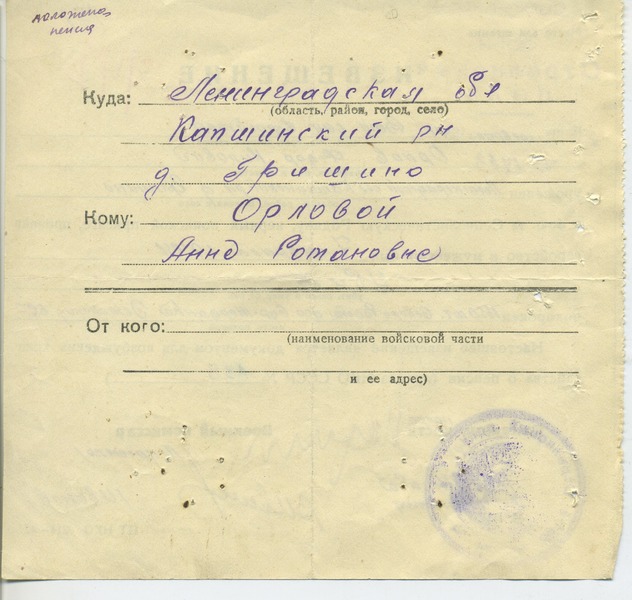 положена
пенсия
Куда: Ленинградская обл
(область, район, город, село)
Капшинский рн
д. Гришино
Кому: Орловой
Анне Романовне
От кого:
(наименование войсковой части
и ее адрес)